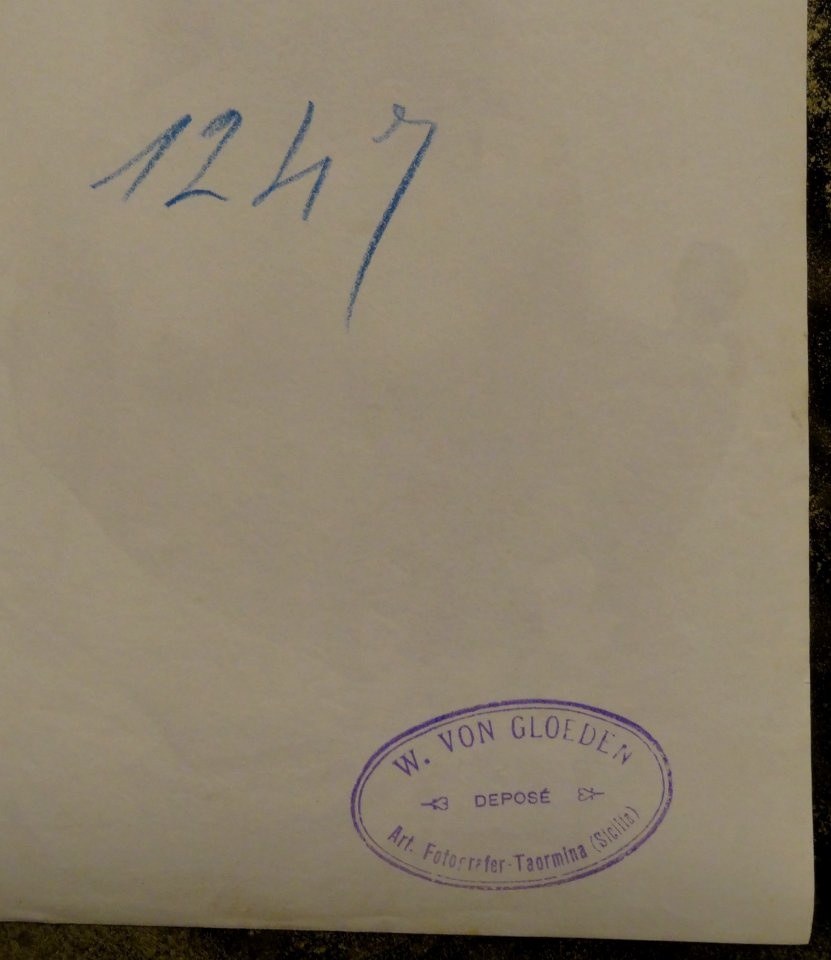 1247
W. VON GLOEDEN
DEPOSÉ
Art. Fotografer-Taormina (Sicilia)